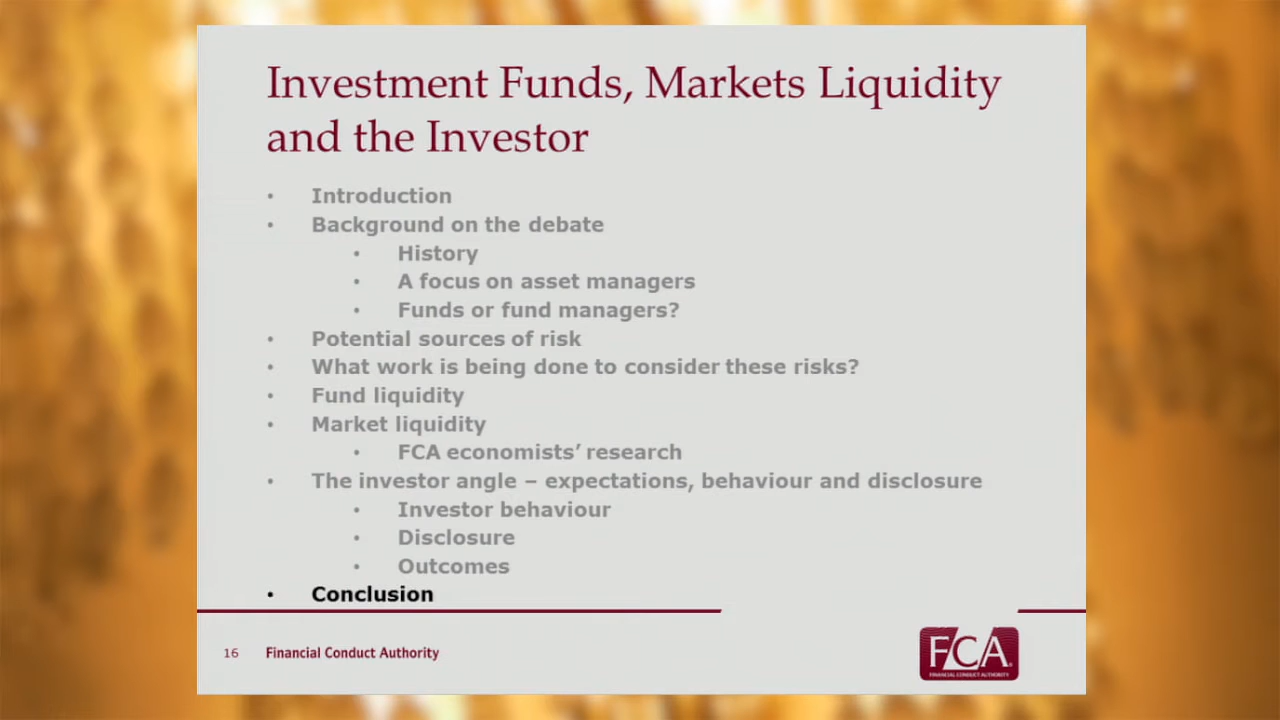 Investment Funds, Markets Liquidity
and the Investor
• Introduction
• Background on the debate
• History
• A focus on asset managers
• Funds or fund managers?
• Potential sources of risk
• What work is being done to consider these risks?
• Fund liquidity
• Market liquidity
• FCA economists’ research
• The investor angle – expectations, behaviour and disclosure
• Investor behaviour
• Disclosure
• Outcomes
• Conclusion
16 Financial Conduct Authority
FCA
FINANCIAL CONDUCT AUTHORITY